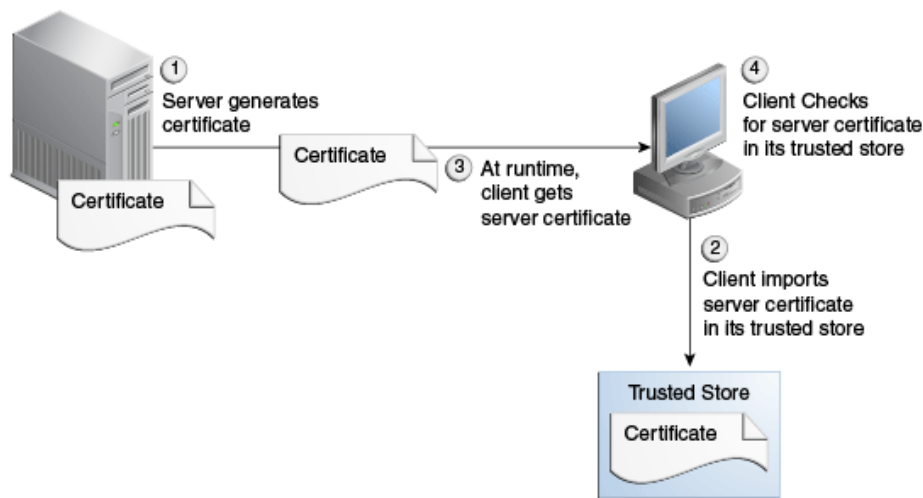 1
Server generates
certificate
Certificate
Certificate
3
At runtime,
client gets
server certificate
4
Client Checks
for server certificate
in its trusted store
2
Client imports
server certificate
in its trusted store
Trusted Store
Certificate